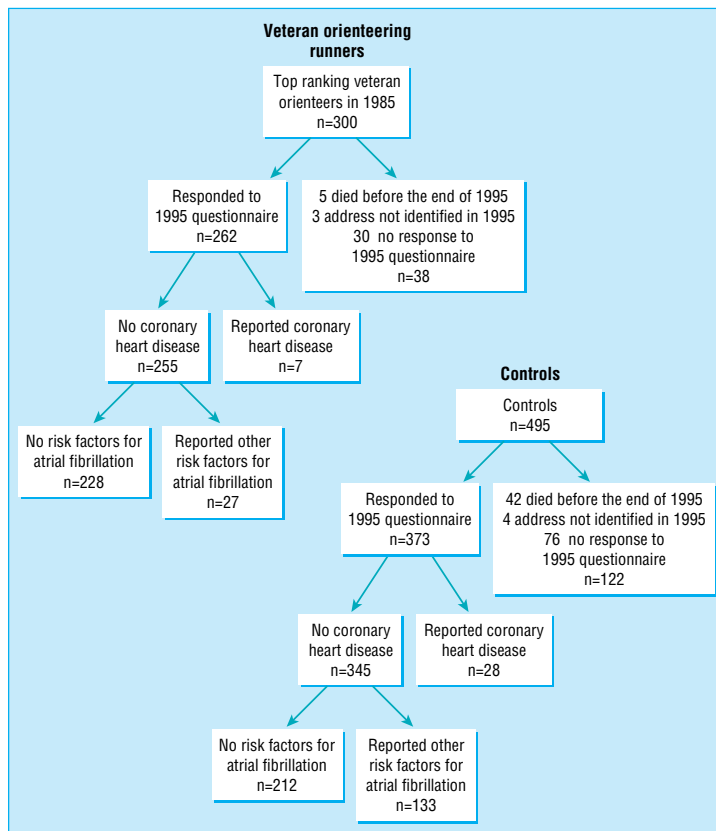 Veteran orienteering
runners
Top ranking veteran
orienteers in 1985
n=300
Responded to
1995 questionnaire
n=262
5 died before the end of 1995
3 address not identified in 1995
30 no response to
1995 questionnaire
n=38
No coronary
heart disease
n=255
Reported coronary
heart disease
n=7
No risk factors for
atrial fibrillation
n=228
Reported other
risk factors for
atrial fibrillation
n=27
Controls
Controls
n=495
Responded to
1995 questionnaire
n=373
42 died before the end of 1995
4 address not identified in 1995
76 no response to
1995 questionnaire
n=122
No coronary
heart disease
n=345
Reported coronary
heart disease
n=28
No risk factors for
atrial fibrillation
n=212
Reported other
risk factors for
atrial fibrillation
n=133